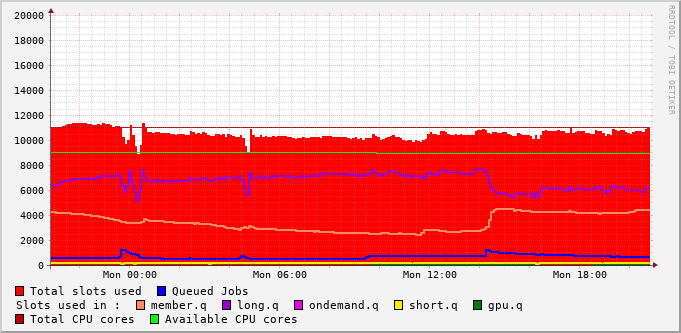 RRDTOOL / TOBI OETIKER
20000
18000
16000
14000
12000
10000
8000
6000
4000
2000
0
Mon 00:00 Mon 06:00 Mon 12:00 Mon 18:00
Total slots used Queued Jobs
Slots used in : member.q long.q ondemand.q short.q gpu.q
Total CPU cores Available CPU cores